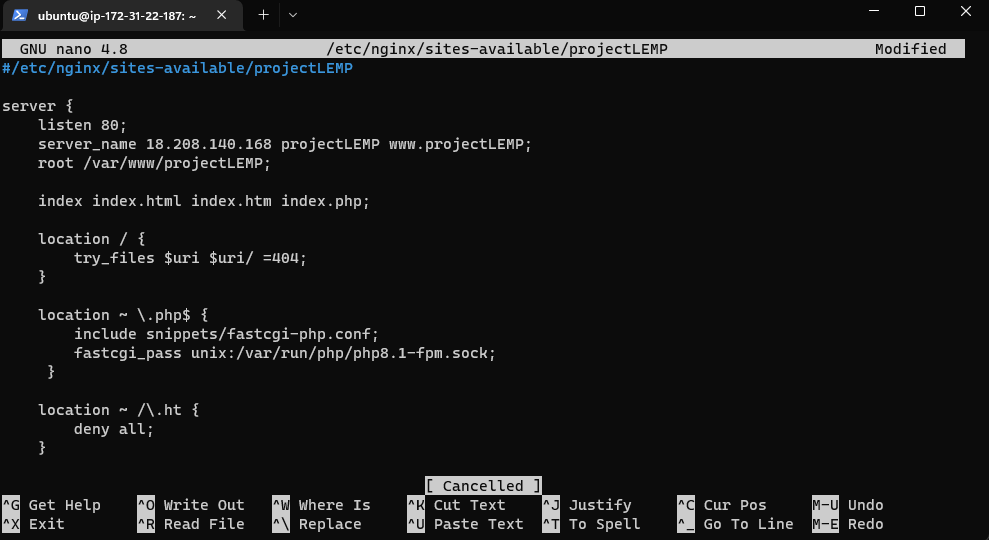 ubuntu@ip-172-31-22-187: ~
GNU nano 4.8 /etc/nginx/sites-available/projectLEMP Modified
#/etc/nginx/sites-available/projectLEMP
server {
listen 80;
server_name 18.208.140.168 projectLEMP www.projectLEMP;
root /var/www/projectLEMP;
index index.html index.htm index.php;
location / {
try_files $uri $uri/ =404;
}
location ~ \.php$ {
include snippets/fastcgi-php.conf;
fastcgi_pass unix:/var/run/php/php8.1-fpm.sock;
}
location ~ /\.ht {
deny all;
}
[ Cancelled ]
^G Get Help ^O Write Out ^W Where Is ^K Cut Text ^J Justify ^C Cur Pos M-U Undo
^X Exit ^R Read File ^\ Replace ^U Paste Text ^T To Spell ^_ Go To Line M-E Redo